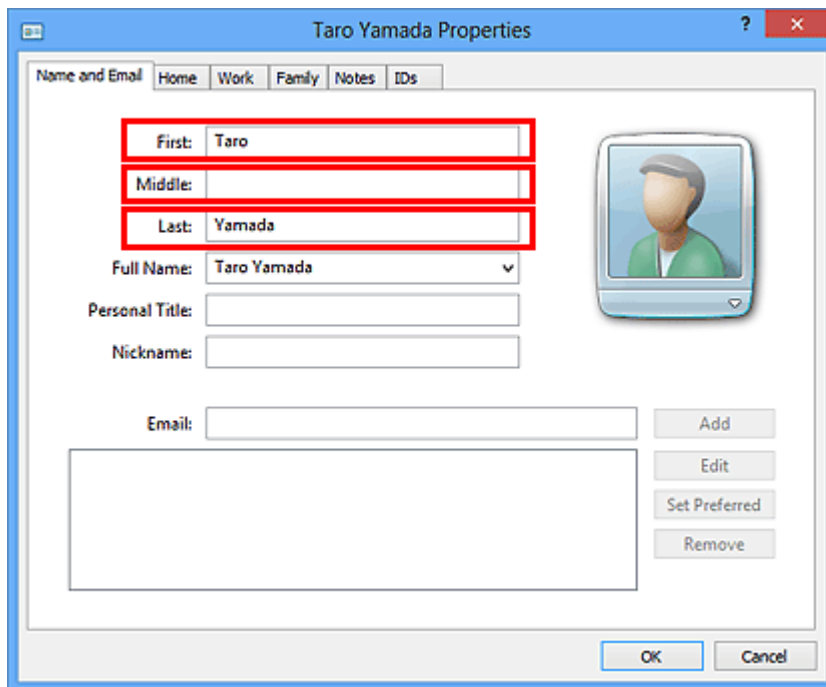 Taro Yamada Properties
?
Name and Email Home Work Family Notes IDs
First: Taro
Middle:
Last: Yamada
Full Name: Taro Yamada
Personal Title:
Nickname:
Email:
Add
Edit
Set Preferred
Remove
OK Cancel